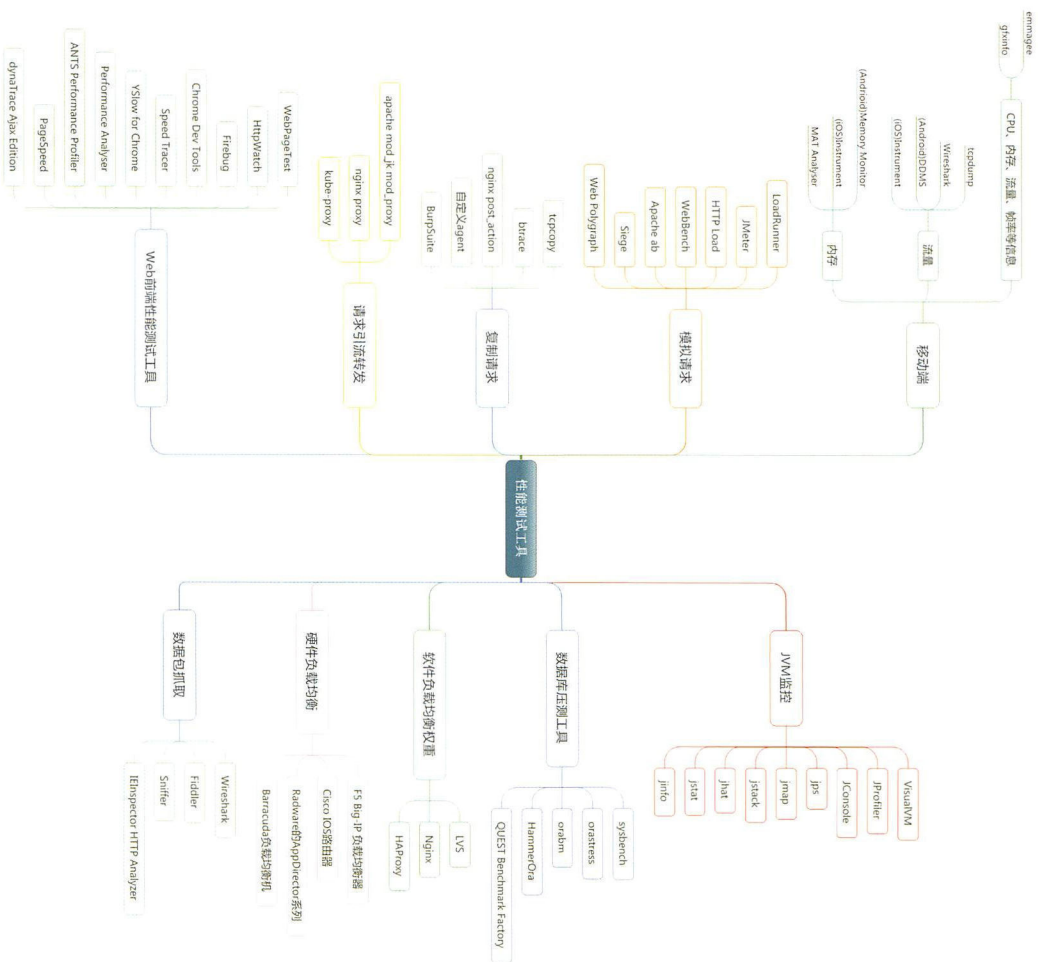 性能测试工具
移动端
CPU、内存、流量、帧率等信息
emmagee
gfxinfo
流量
tcpdump
Wireshark
(Android)DDMS
(iOS)Instrument
内存
(Andrioid)Memory Monitor
(iOS)Instrument
MAT Analyser
模拟请求
LoadRunner
JMeter
HTTP Load
WebBench
Apache ab
Siege
Web Polygraph
复制请求
tcpcopy
btrace
nginx post_action
自定义agent
BurpSuite
请求引流转发
apache mod_jk mod_proxy
nginx proxy
kube-proxy
Web前端性能测试工具
WebPageTest
HttpWatch
Firebug
Chrome Dev Tools
Speed Tracer
YSlow for Chrome
Performance Analyser
ANTS Performance Profiler
PageSpeed
dynaTrace Ajax Edition
JVM监控
VisualVM
JProfiler
JConsole
jps
jmap
jstack
jhat
jstat
jinfo
数据库压测工具
sysbench
orastress
orabm
HammerOra
QUEST Benchmark Factory
软件负载均衡权重
LVS
Nginx
HAProxy
硬件负载均衡
F5 Big-IP 负载均衡器
Cisco IOS路由器
Radware的AppDirector系列
Barracuda负载均衡机
数据包抓取
Wireshark
Fiddler
Sniffer
IEInspector HTTP Analyzer